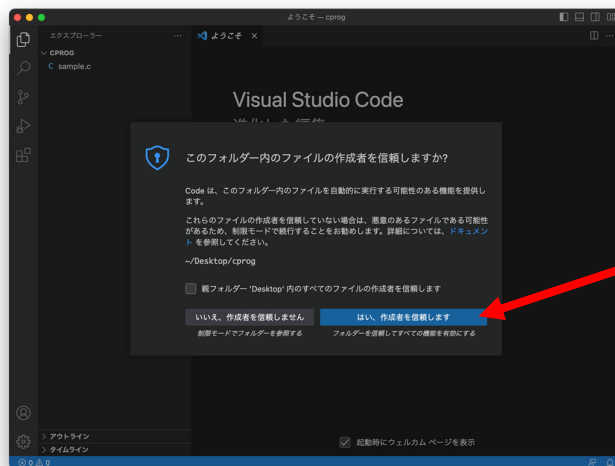 ようこそ — cprog
エクスプローラー
ようこそ
CPROG
C sample.c
Visual Studio Code
進化した編集
このフォルダー内のファイルの作成者を信頼しますか?
Code は、このフォルダー内のファイルを自動的に実行する可能性のある機能を提供し
ます。
これらのファイルの作成者を信頼していない場合は、悪意のあるファイルである可能性
があるため、制限モードで続行することをお勧めします。詳細については、ドキュメン
ト を参照してください。
~/Desktop/cprog
親フォルダー 'Desktop' 内のすべてのファイルの作成者を信頼します
いいえ、作成者を信頼しません
はい、作成者を信頼します
制限モードでフォルダーを参照する
フォルダーを信頼してすべての機能を有効にする
アウトライン
タイムライン
起動時にウェルカム ページを表示
0 0